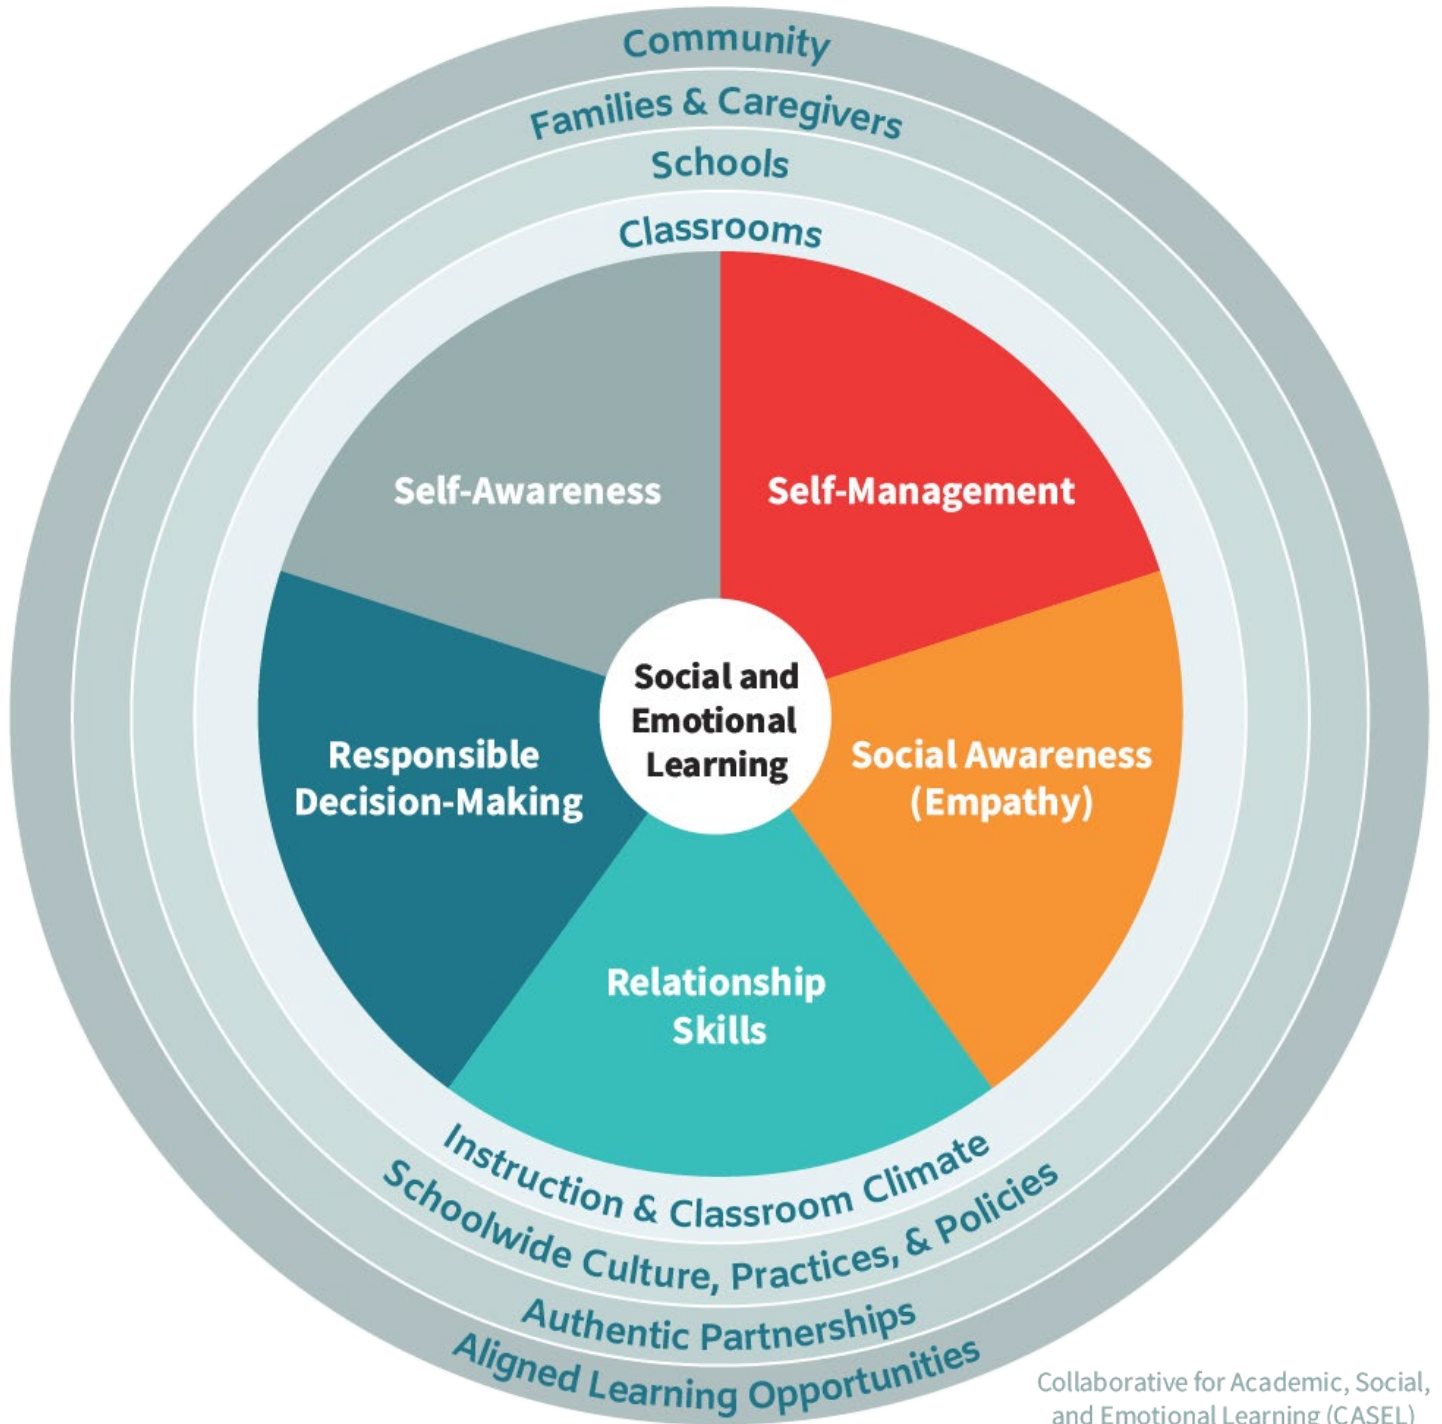 Community
Families & Caregivers
Schools
Classrooms
Self-Awareness
Self-Management
Social and
Emotional
Learning
Responsible
Decision-Making
Social Awareness
(Empathy)
Relationship
Skills
Instruction & Classroom Climate
Schoolwide Culture, Practices, & Policies
Authentic Partnerships
Aligned Learning Opportunities
Collaborative for Academic, Social,
and Emotional Learning (CASEL)